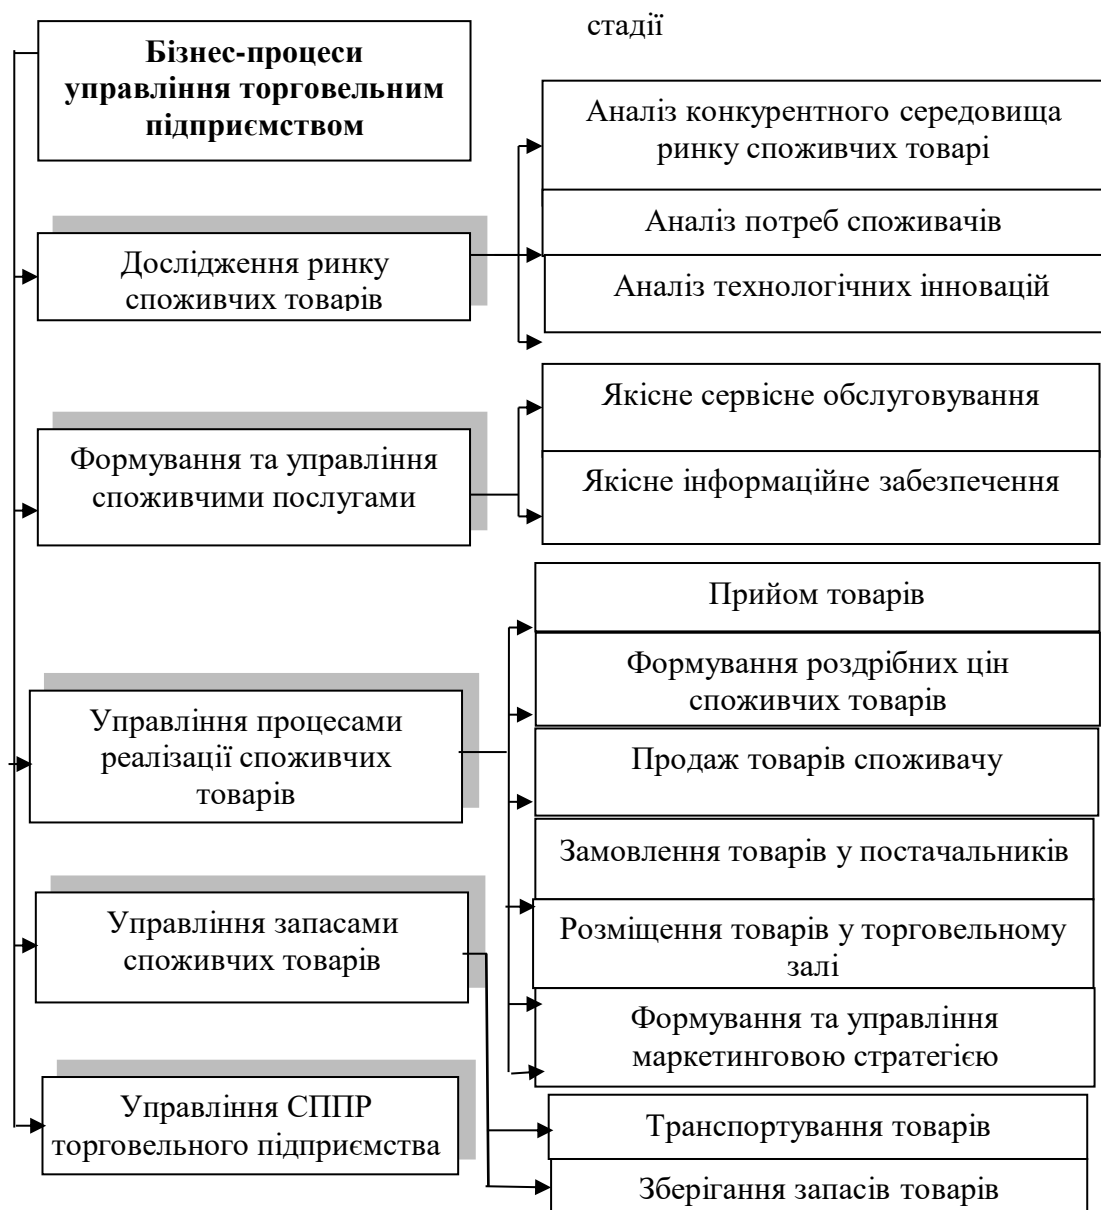 стадії
Бізнес-процеси
управління торговельним
підприємством
Аналіз конкурентного середовища
ринку споживчих товарі
Аналіз потреб споживачів
Дослідження ринку
споживчих товарів
Аналіз технологічних інновацій
Якісне сервісне обслуговування
Формування та управління
споживчими послугами
Якісне інформаційне забезпечення
Прийом товарів
Формування роздрібних цін
споживчих товарів
Управління процесами
реалізації споживчих
товарів
Продаж товарів споживачу
Замовлення товарів у постачальників
Управління запасами
споживчих товарів
Розміщення товарів у торговельному
залі
Формування та управління
маркетинговою стратегією
Управління СППР
торговельного підприємства
Транспортування товарів
Зберігання запасів товарів